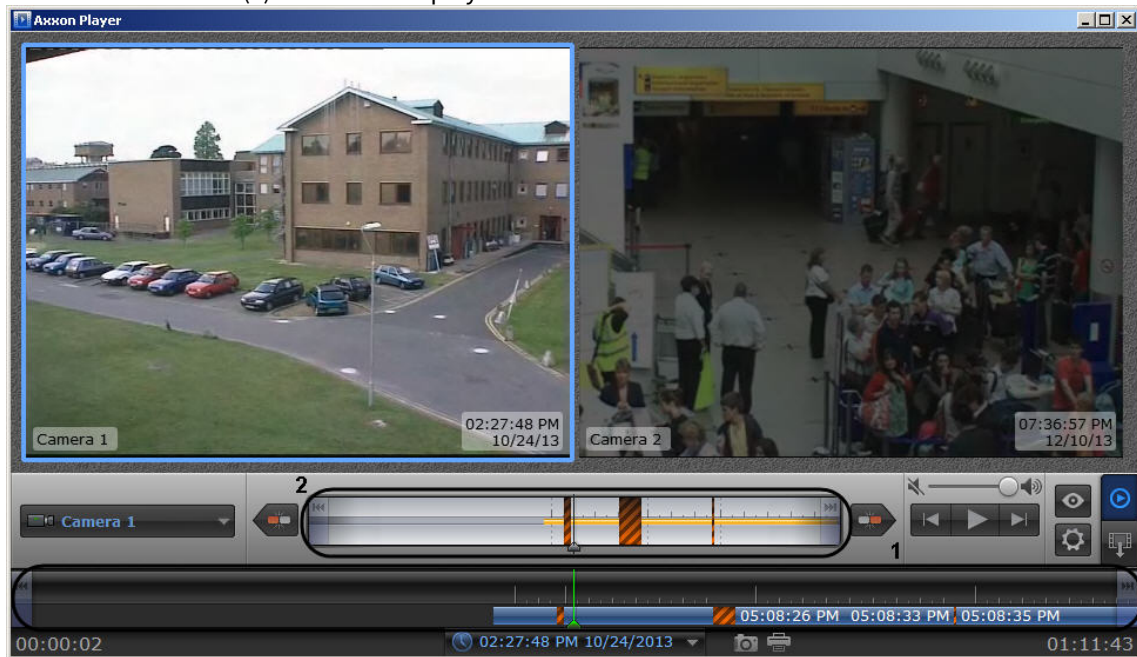 Axxon Player
02:27:48 PM
10/24/13
Camera 1
07:36:57 PM
12/10/13
Camera 2
2
Camera 1
1
05:08:26 PM 05:08:33 PM 05:08:35 PM
00:00:02
02:27:48 PM 10/24/2013
01:11:43